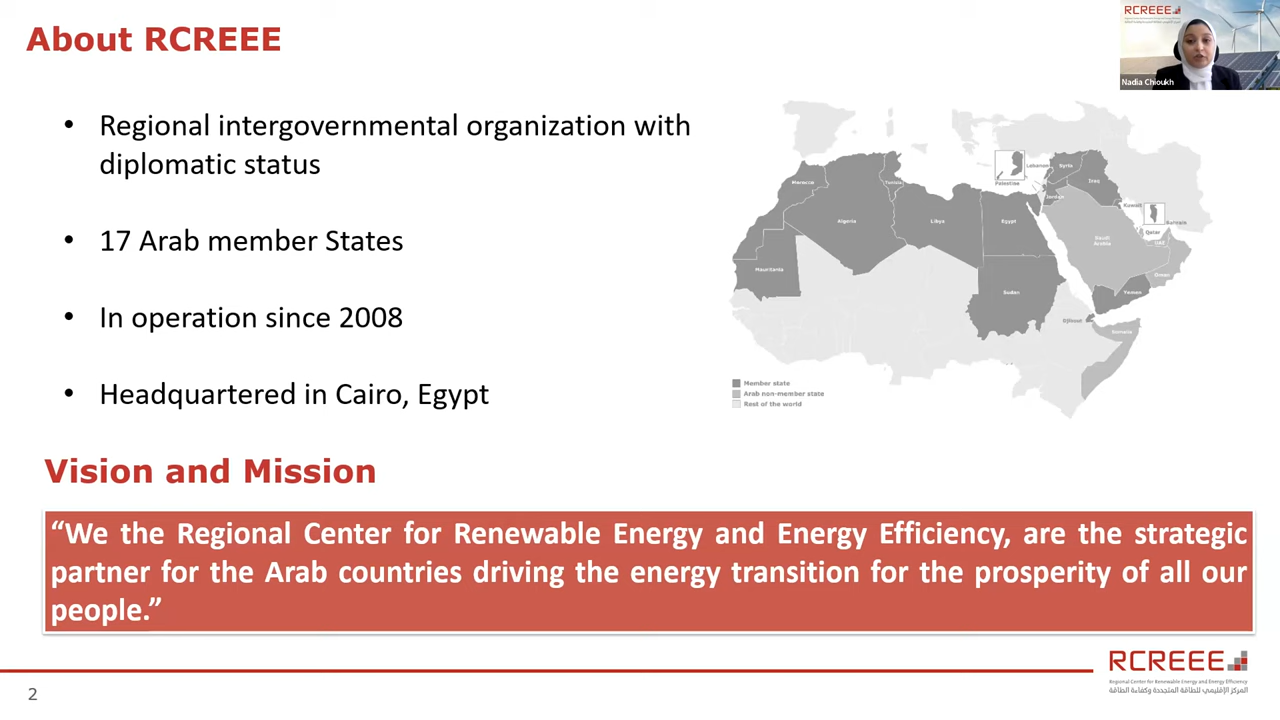 About RCREEE
RCREEE
Nadia Chioukh
• Regional intergovernmental organization with
diplomatic status
• 17 Arab member States
• In operation since 2008
• Headquartered in Cairo, Egypt
Morocco
Algeria
Tunisia
Libya
Egypt
Mauritania
Sudan
Palestine
Lebanon
Syria
Jordan
Iraq
Kuwait
Bahrain
Qatar
UAE
Saudi
Arabia
Oman
Yemen
Djibouti
Somalia
Member state
Arab non-member state
Rest of the world
Vision and Mission
“We the Regional Center for Renewable Energy and Energy Efficiency, are the strategic
partner for the Arab countries driving the energy transition for the prosperity of all our
people.”
RCREEE
Regional Center for Renewable Energy and Energy Efficiency
المركز الإقليمي للطاقة المتجددة وكفاءة الطاقة
2